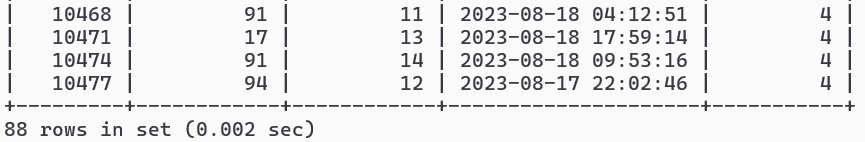 |   10468 |         91 |         11 | 2023-08-18 04:12:51 |         4 |
|   10471 |         17 |         13 | 2023-08-18 17:59:14 |         4 |
|   10474 |         91 |         14 | 2023-08-18 09:53:16 |         4 |
|   10477 |         94 |         12 | 2023-08-17 22:02:46 |         4 |
+---------+------------+------------+---------------------+-----------+
88 rows in set (0.002 sec)